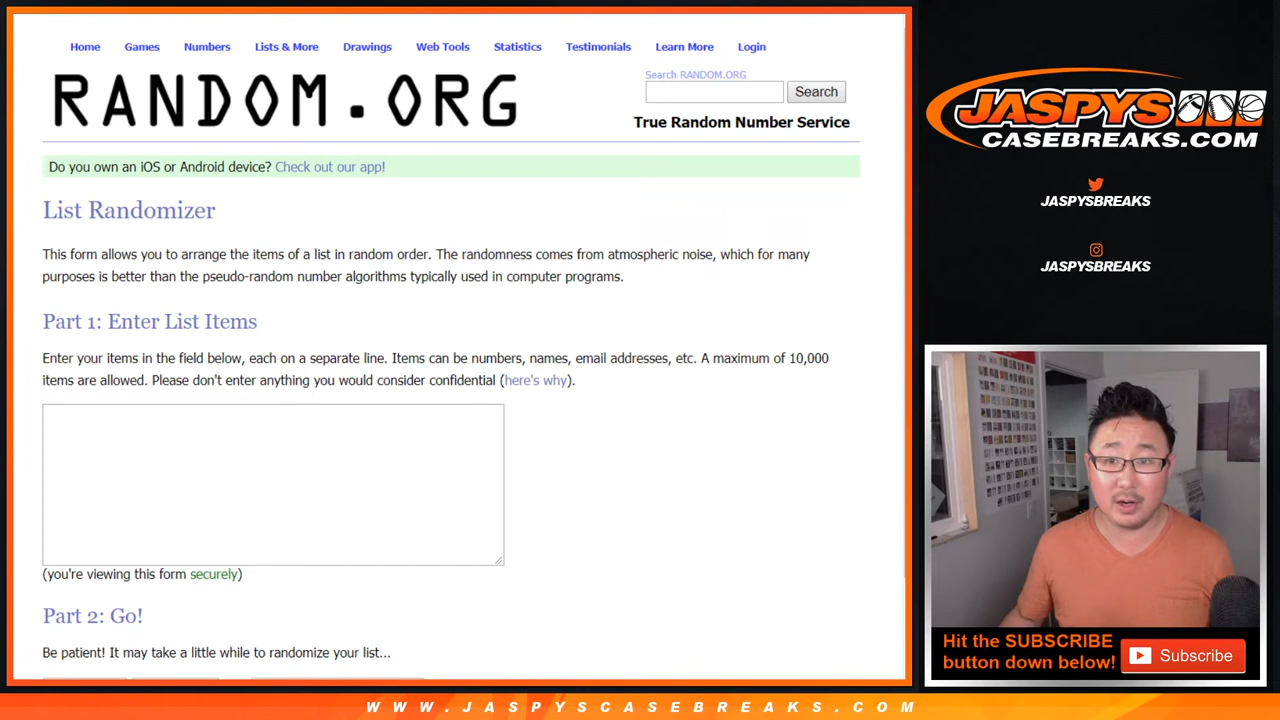 Home Games Numbers Lists & More Drawings Web Tools Statistics Testimonials Learn More Login
RANDOM.ORG
Search RANDOM.ORG
Search
True Random Number Service
Do you own an iOS or Android device? Check out our app!
List Randomizer
This form allows you to arrange the items of a list in random order. The randomness comes from atmospheric noise, which for many
purposes is better than the pseudo-random number algorithms typically used in computer programs.
Part 1: Enter List Items
Enter your items in the field below, each on a separate line. Items can be numbers, names, email addresses, etc. A maximum of 10,000
items are allowed. Please don't enter anything you would consider confidential (here's why).
(you're viewing this form securely)
Part 2: Go!
Be patient! It may take a little while to randomize your list...
JASPYS
CASEBREAKS.COM
JASPYSBREAKS
JASPYSBREAKS
Hit the SUBSCRIBE
button down below!
Subscribe
WWW.JASPYSCASEBREAKS.COM